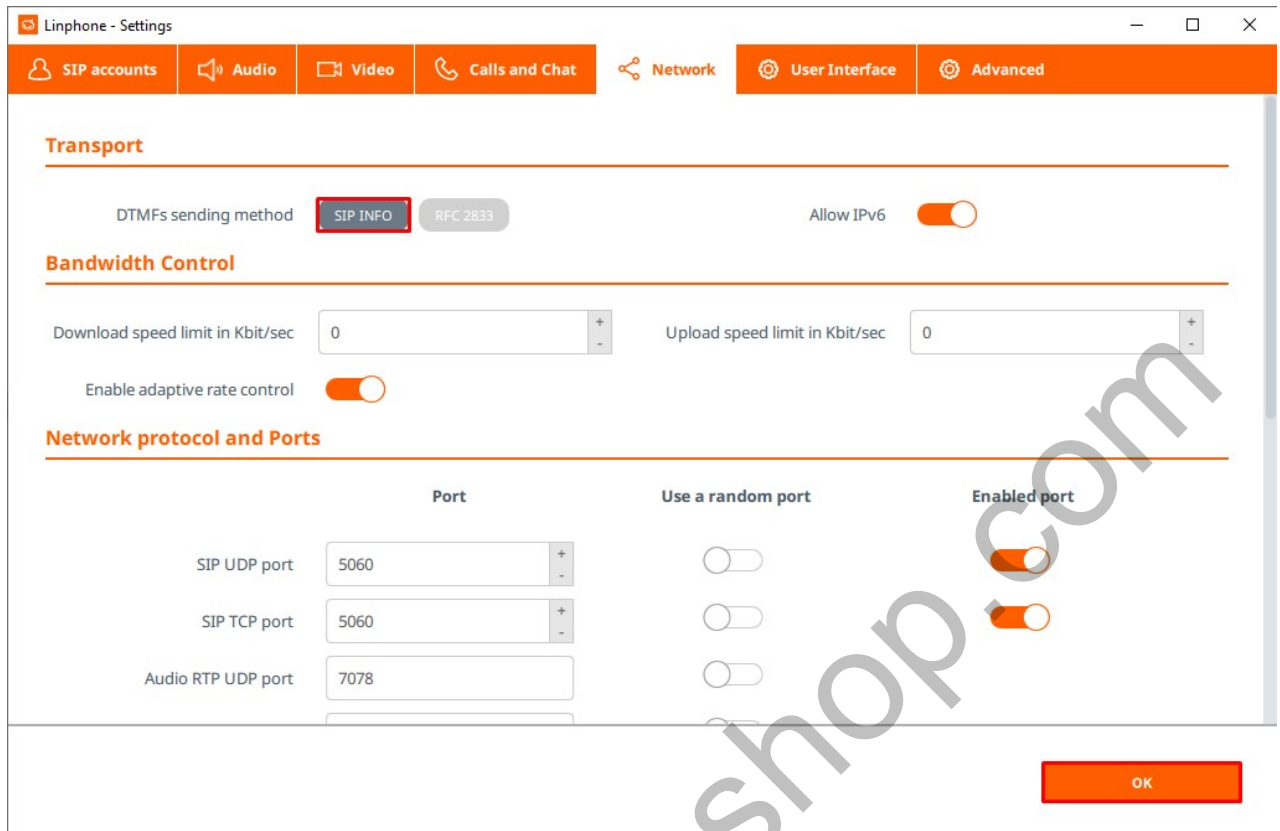 Linphone - Settings
SIP accounts Audio Video Calls and Chat Network User Interface Advanced
Transport
DTMFs sending method SIP INFO RFC 2833 Allow IPv6
Bandwidth Control
Download speed limit in Kbit/sec 0 + - Upload speed limit in Kbit/sec 0 + -
Enable adaptive rate control
Network protocol and Ports
Port Use a random port Enabled port
SIP UDP port 5060 + -
SIP TCP port 5060 + -
Audio RTP UDP port 7078
OK
shop.com